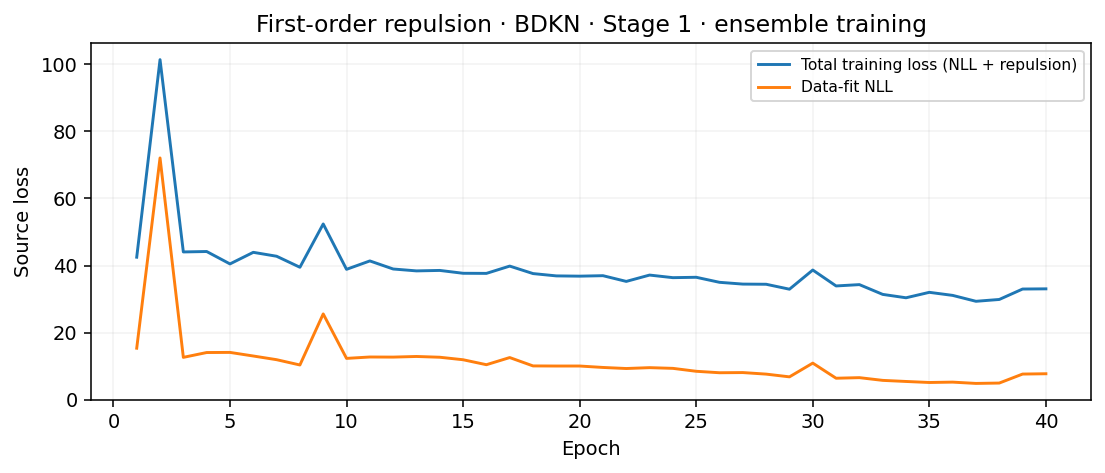 First-order repulsion · BDKN · Stage 1 · ensemble training
Total training loss (NLL + repulsion)
Data-fit NLL
Source loss
100
80
60
40
20
0
0 5 10 15 20 25 30 35 40
Epoch